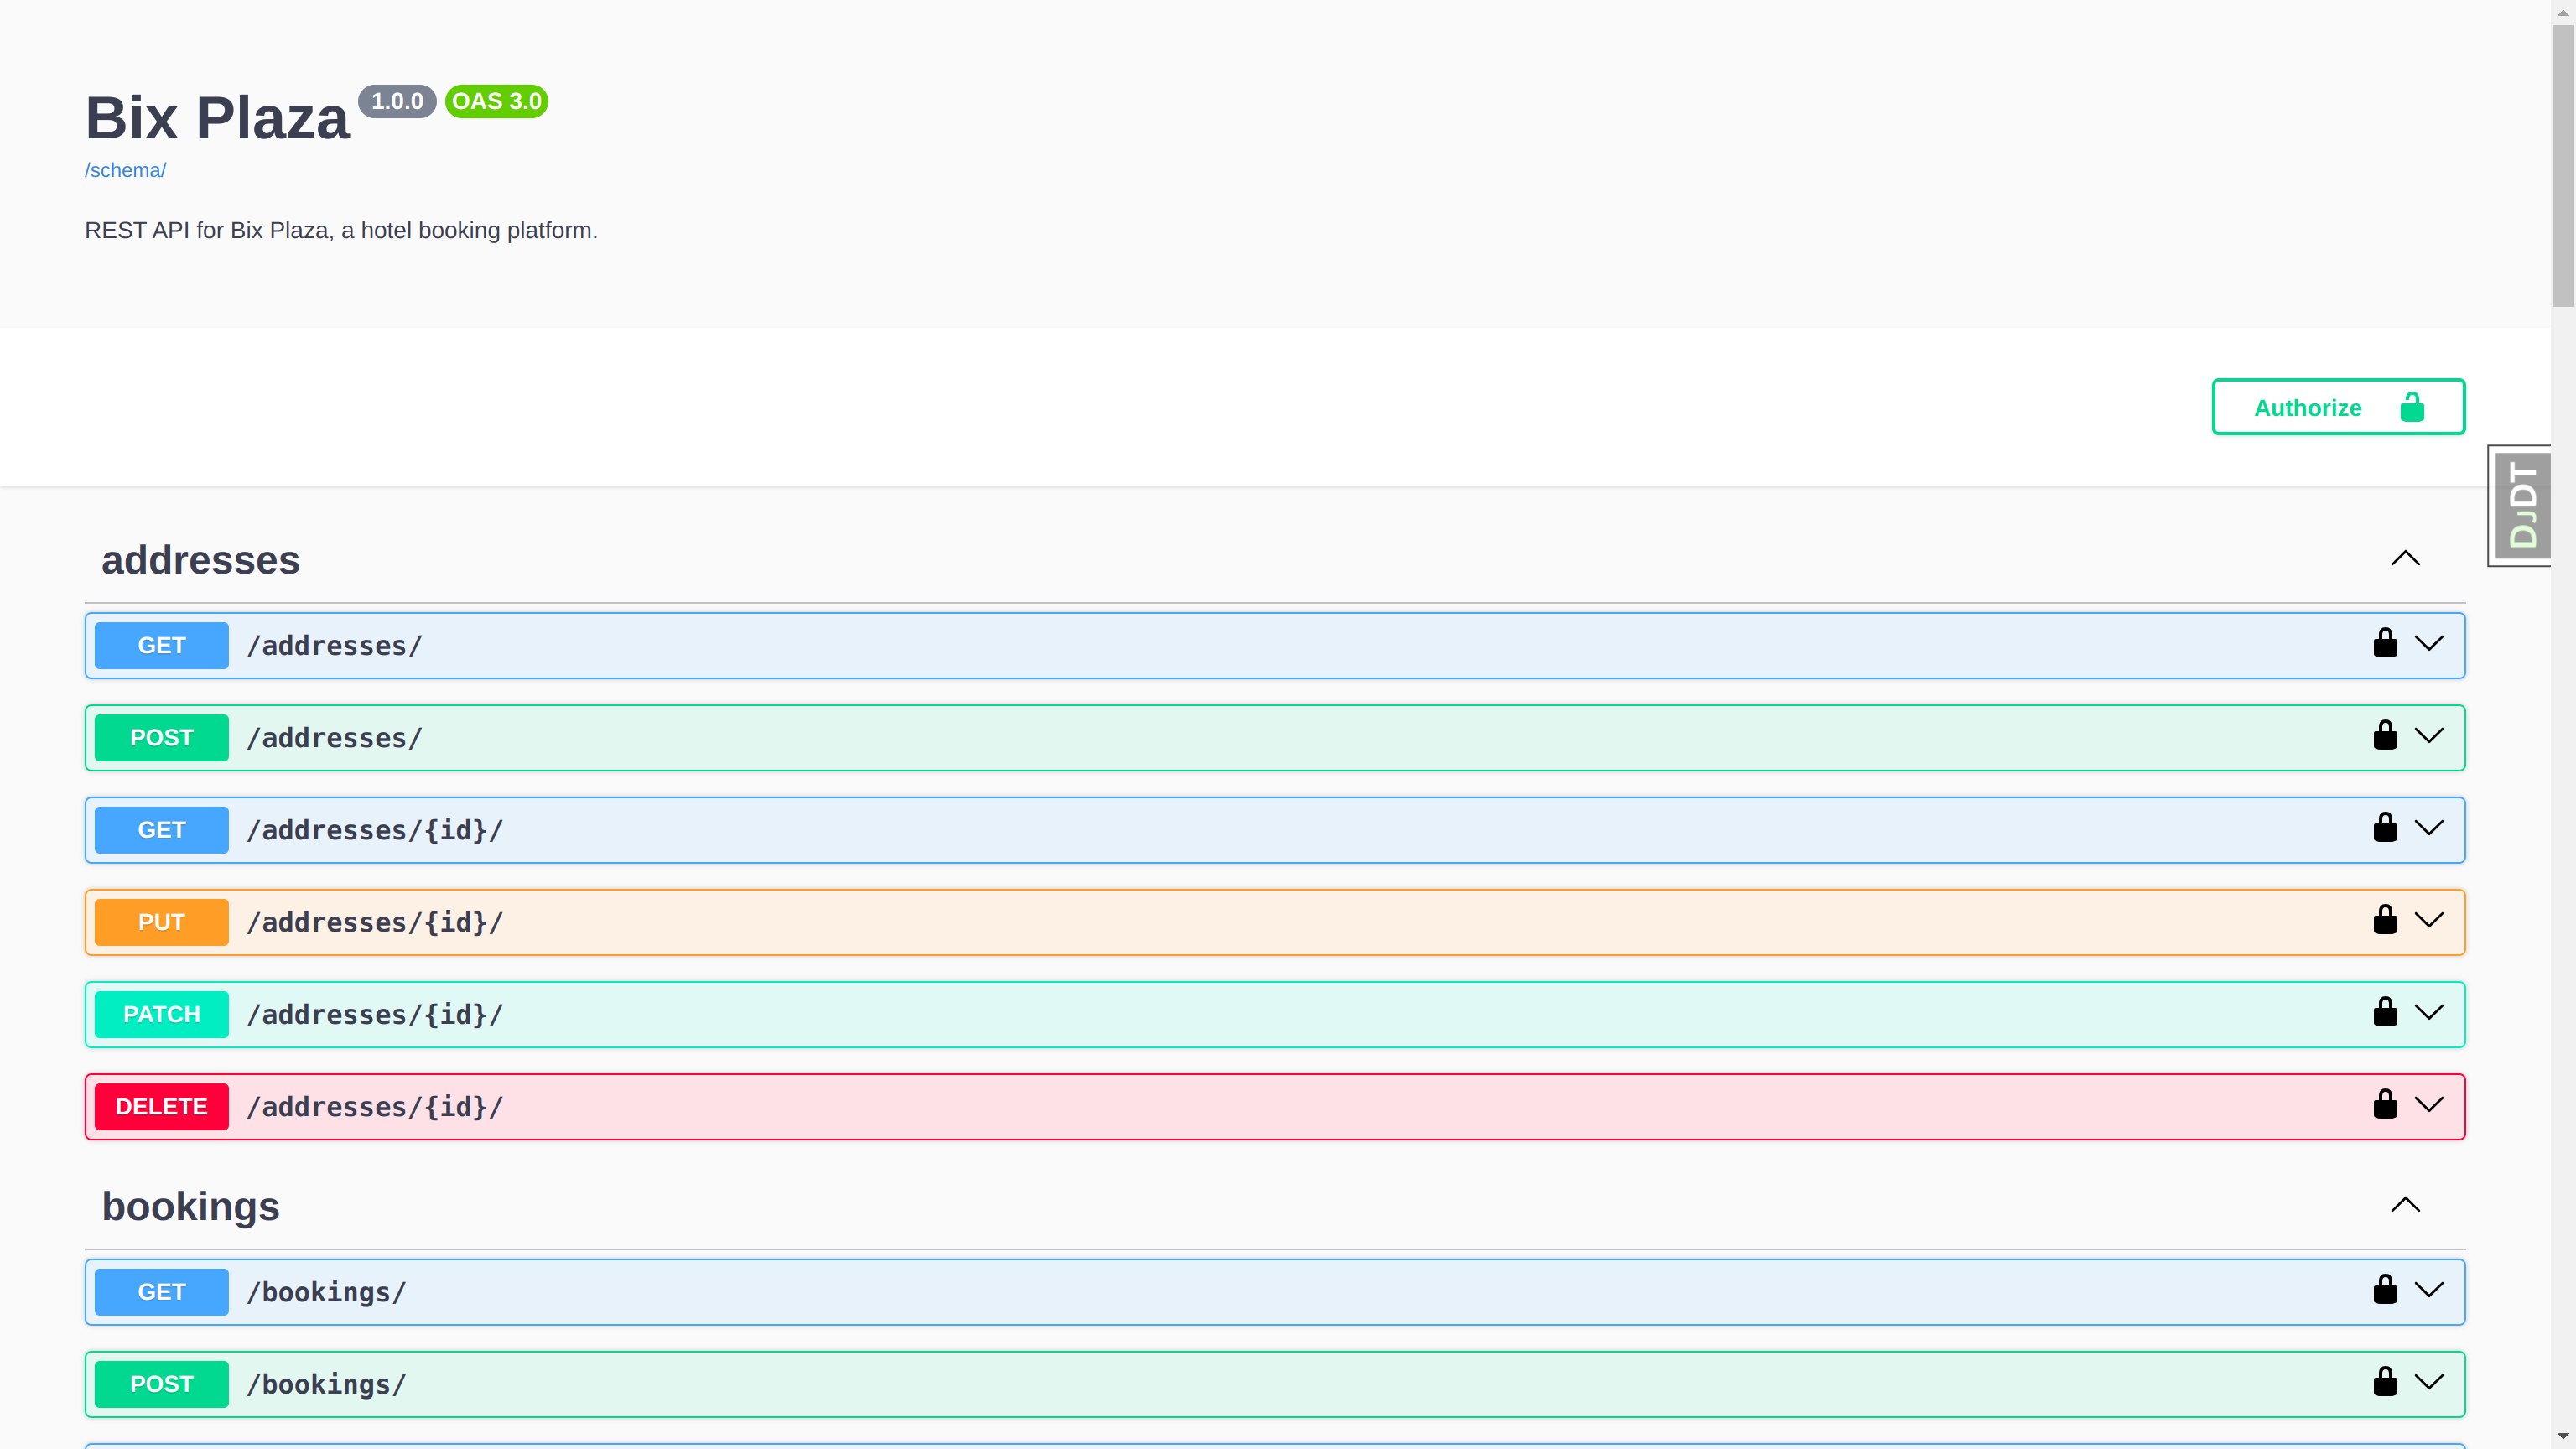 Bix Plaza 1.0.0 OAS 3.0
/schema/
REST API for Bix Plaza, a hotel booking platform.
Authorize
DJDT
addresses
GET /addresses/
POST /addresses/
GET /addresses/{id}/
PUT /addresses/{id}/
PATCH /addresses/{id}/
DELETE /addresses/{id}/
bookings
GET /bookings/
POST /bookings/